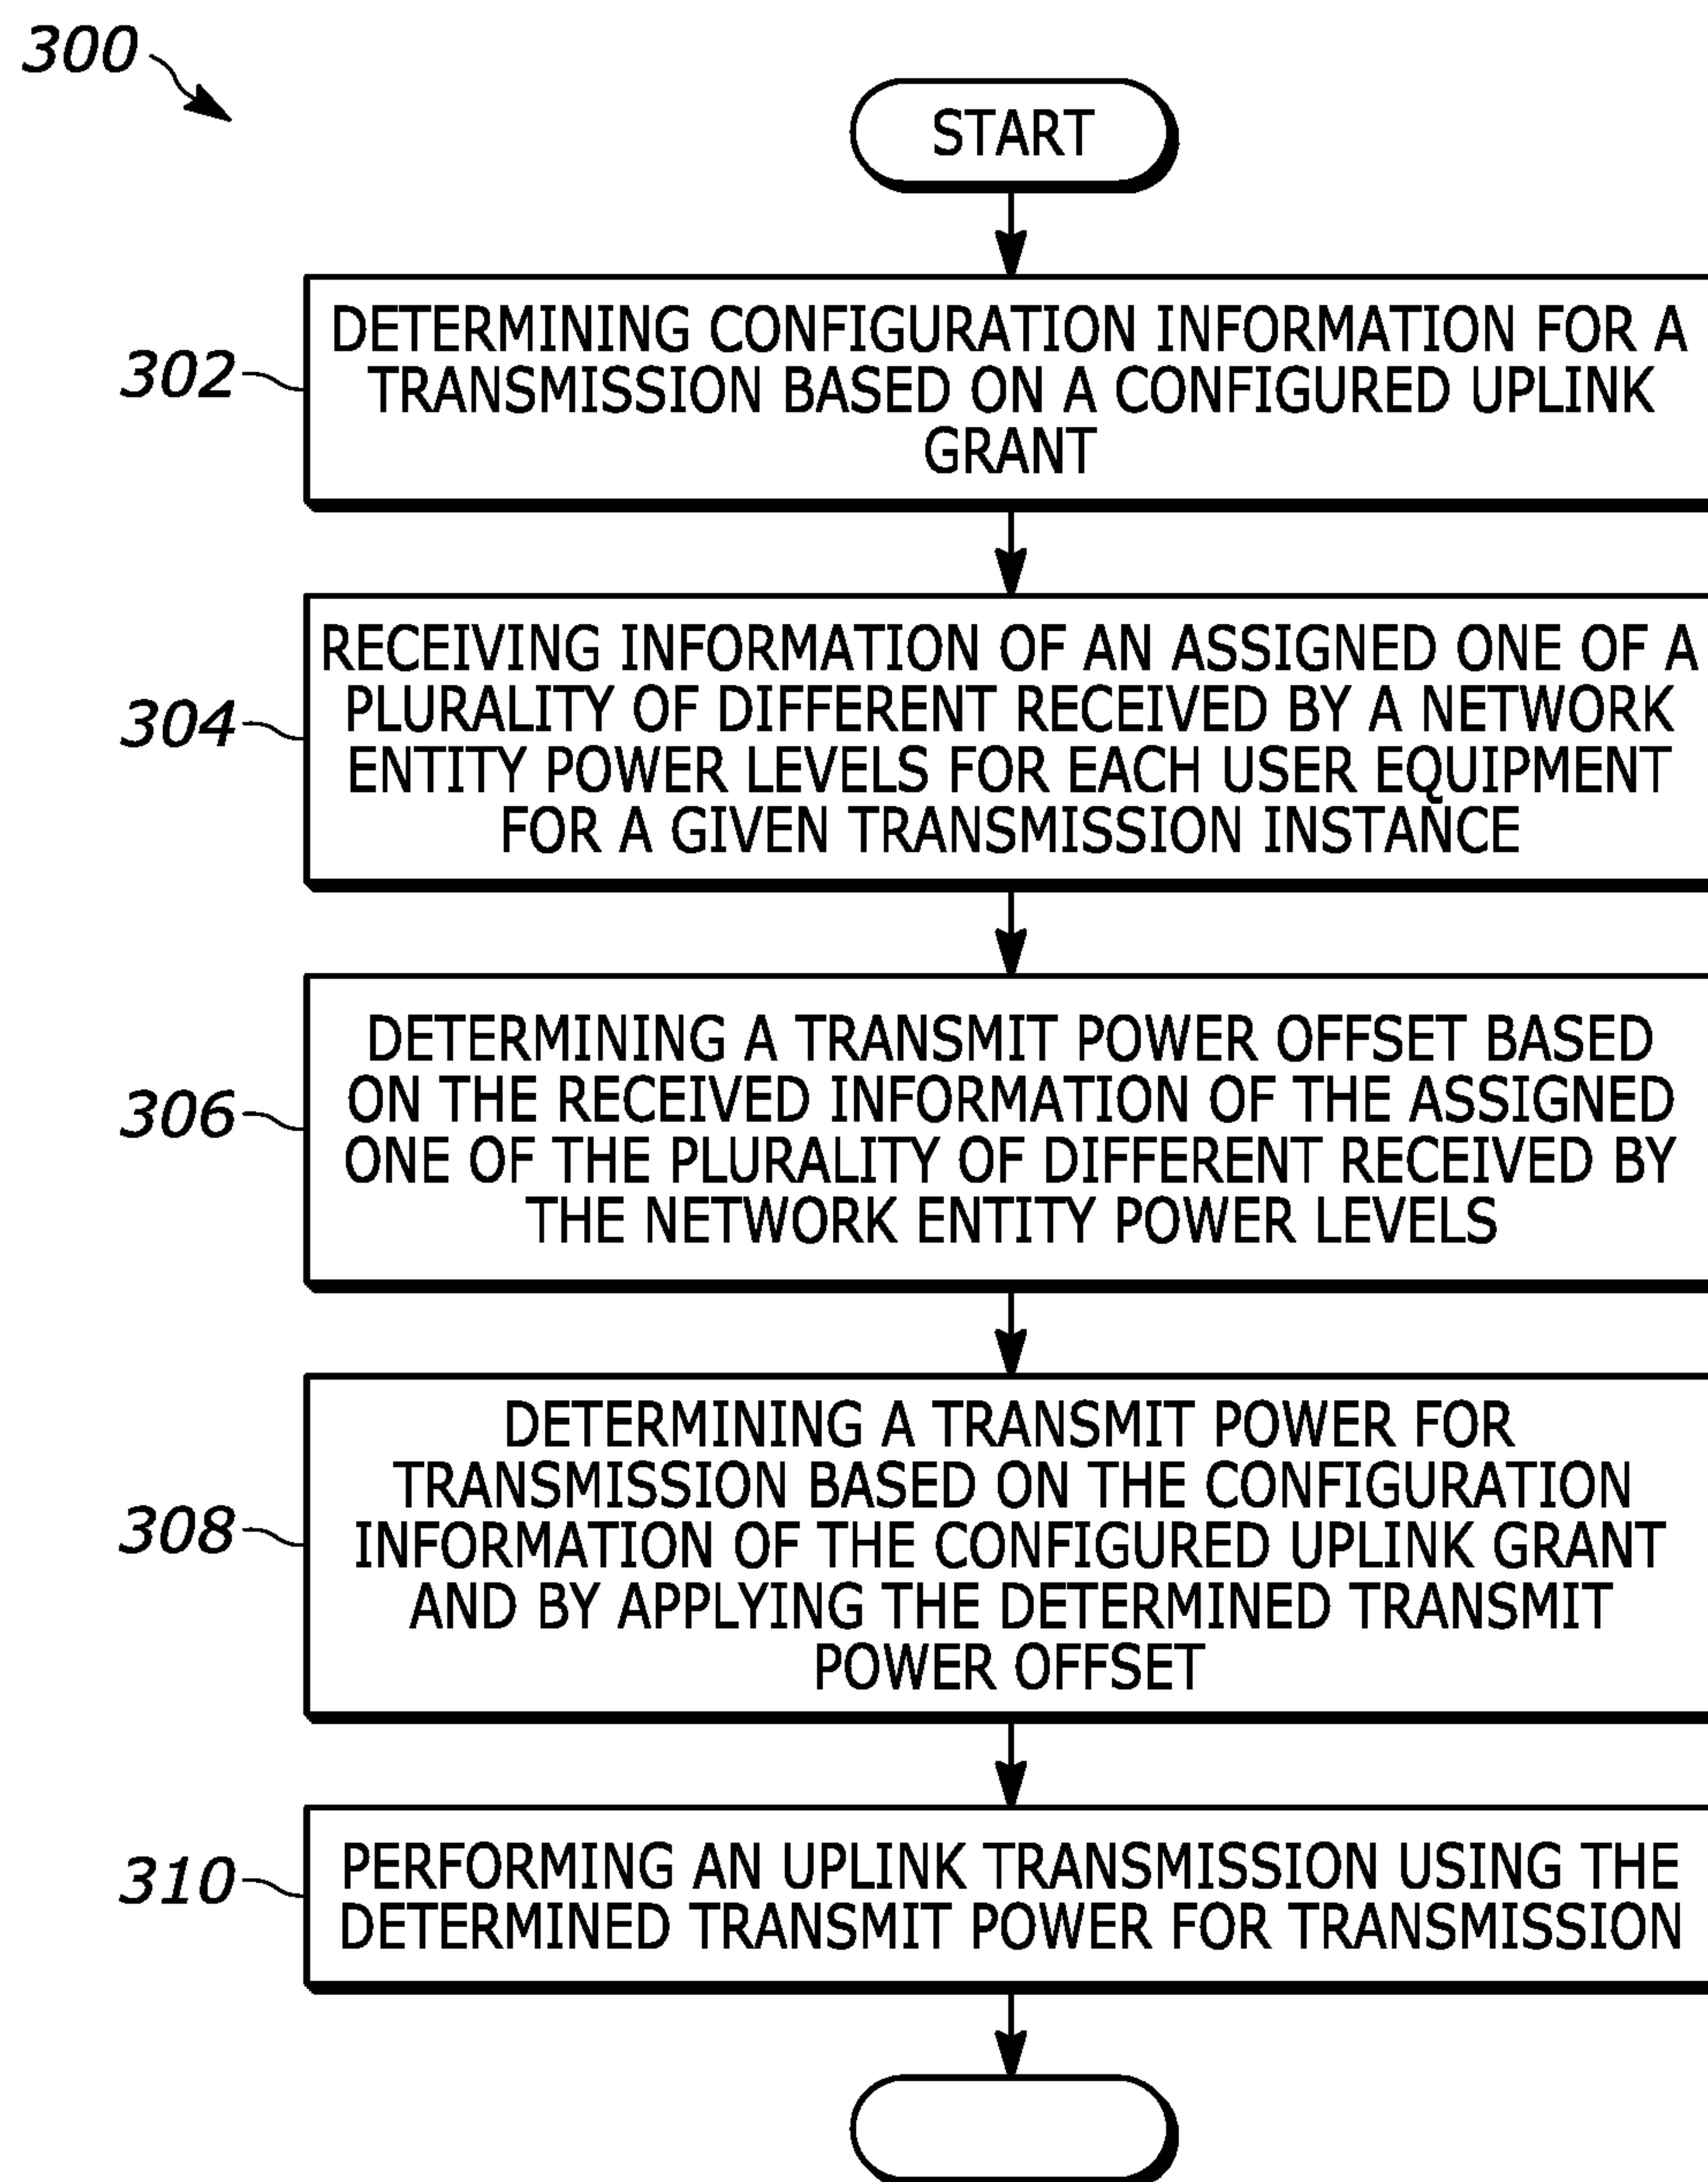 300
START
302
DETERMINING CONFIGURATION INFORMATION FOR A
TRANSMISSION BASED ON A CONFIGURED UPLINK
GRANT
304
RECEIVING INFORMATION OF AN ASSIGNED ONE OF A
PLURALITY OF DIFFERENT RECEIVED BY A NETWORK
ENTITY POWER LEVELS FOR EACH USER EQUIPMENT
FOR A GIVEN TRANSMISSION INSTANCE
306
DETERMINING A TRANSMIT POWER OFFSET BASED
ON THE RECEIVED INFORMATION OF THE ASSIGNED
ONE OF THE PLURALITY OF DIFFERENT RECEIVED BY
THE NETWORK ENTITY POWER LEVELS
308
DETERMINING A TRANSMIT POWER FOR
TRANSMISSION BASED ON THE CONFIGURATION
INFORMATION OF THE CONFIGURED UPLINK GRANT
AND BY APPLYING THE DETERMINED TRANSMIT
POWER OFFSET
310
PERFORMING AN UPLINK TRANSMISSION USING THE
DETERMINED TRANSMIT POWER FOR TRANSMISSION